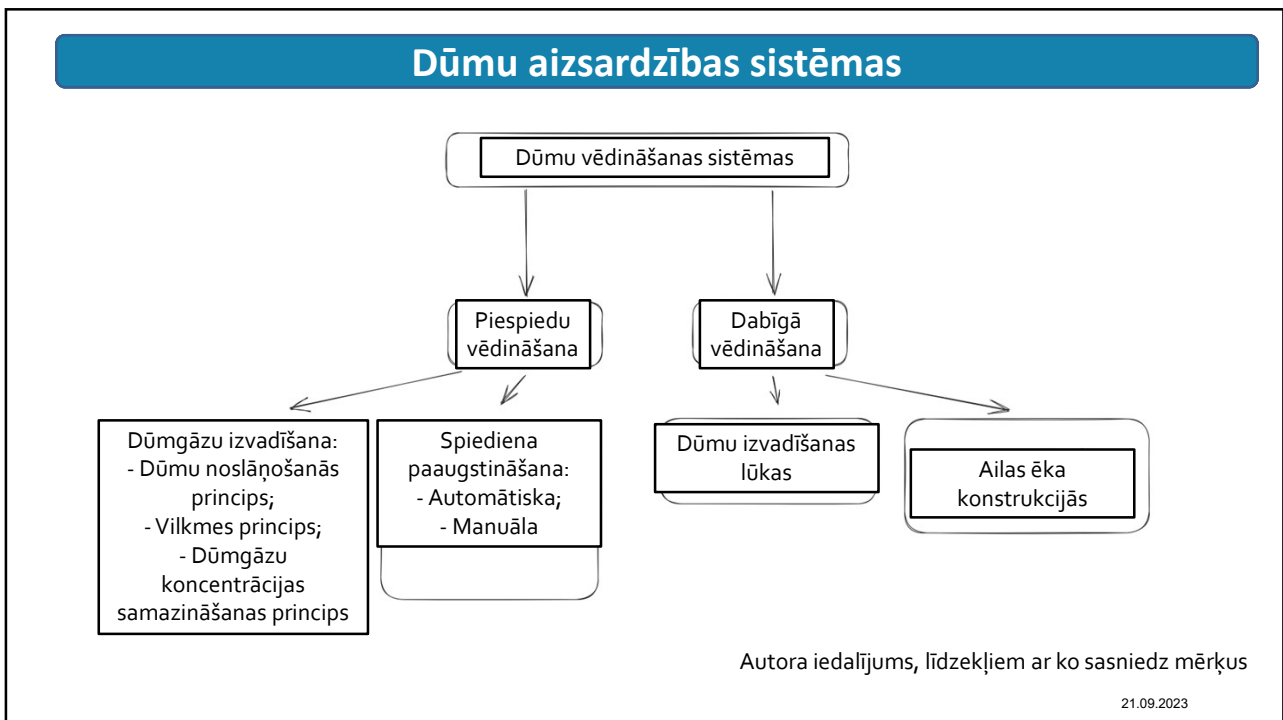 Dūmu aizsardzības sistēmas
Dūmu vēdināšanas sistēmas
Piespiedu
vēdināšana
Dabīgā
vēdināšana
Dūmgāzu izvadīšana:
- Dūmu noslāņošanās
princips;
- Vilkmes princips;
- Dūmgāzu
koncentrācijas
samazināšanas princips
Spiediena
paaugstināšana:
- Automātiska;
- Manuāla
Dūmu izvadīšanas
lūkas
Ailas ēka
konstrukcijās
Autora iedalījums, līdzekļiem ar ko sasniedz mērķus
21.09.2023